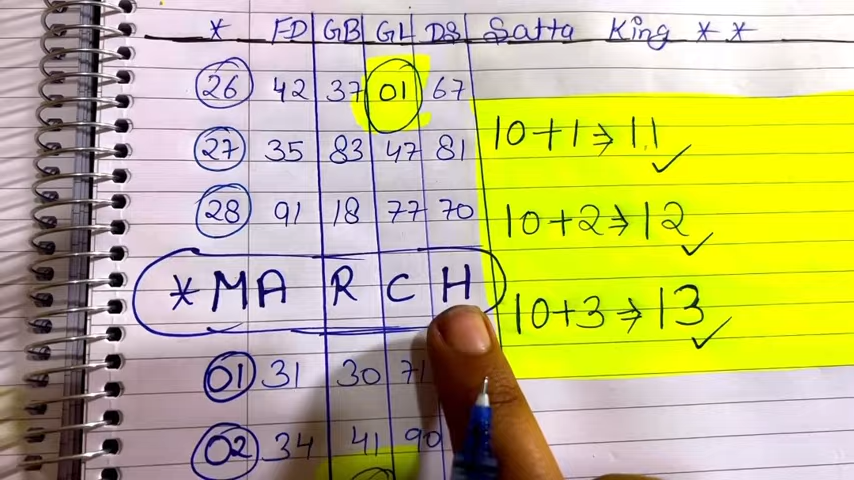 * FD GB GL DS Satta King * *
26 42 37 01 67
10+1⇒11 ✓
27 35 83 47 81
28 91 18 77 70
10+2⇒12 ✓
*MARCH
10+3⇒13 ✓
01 31 30 71
02 34 41 90